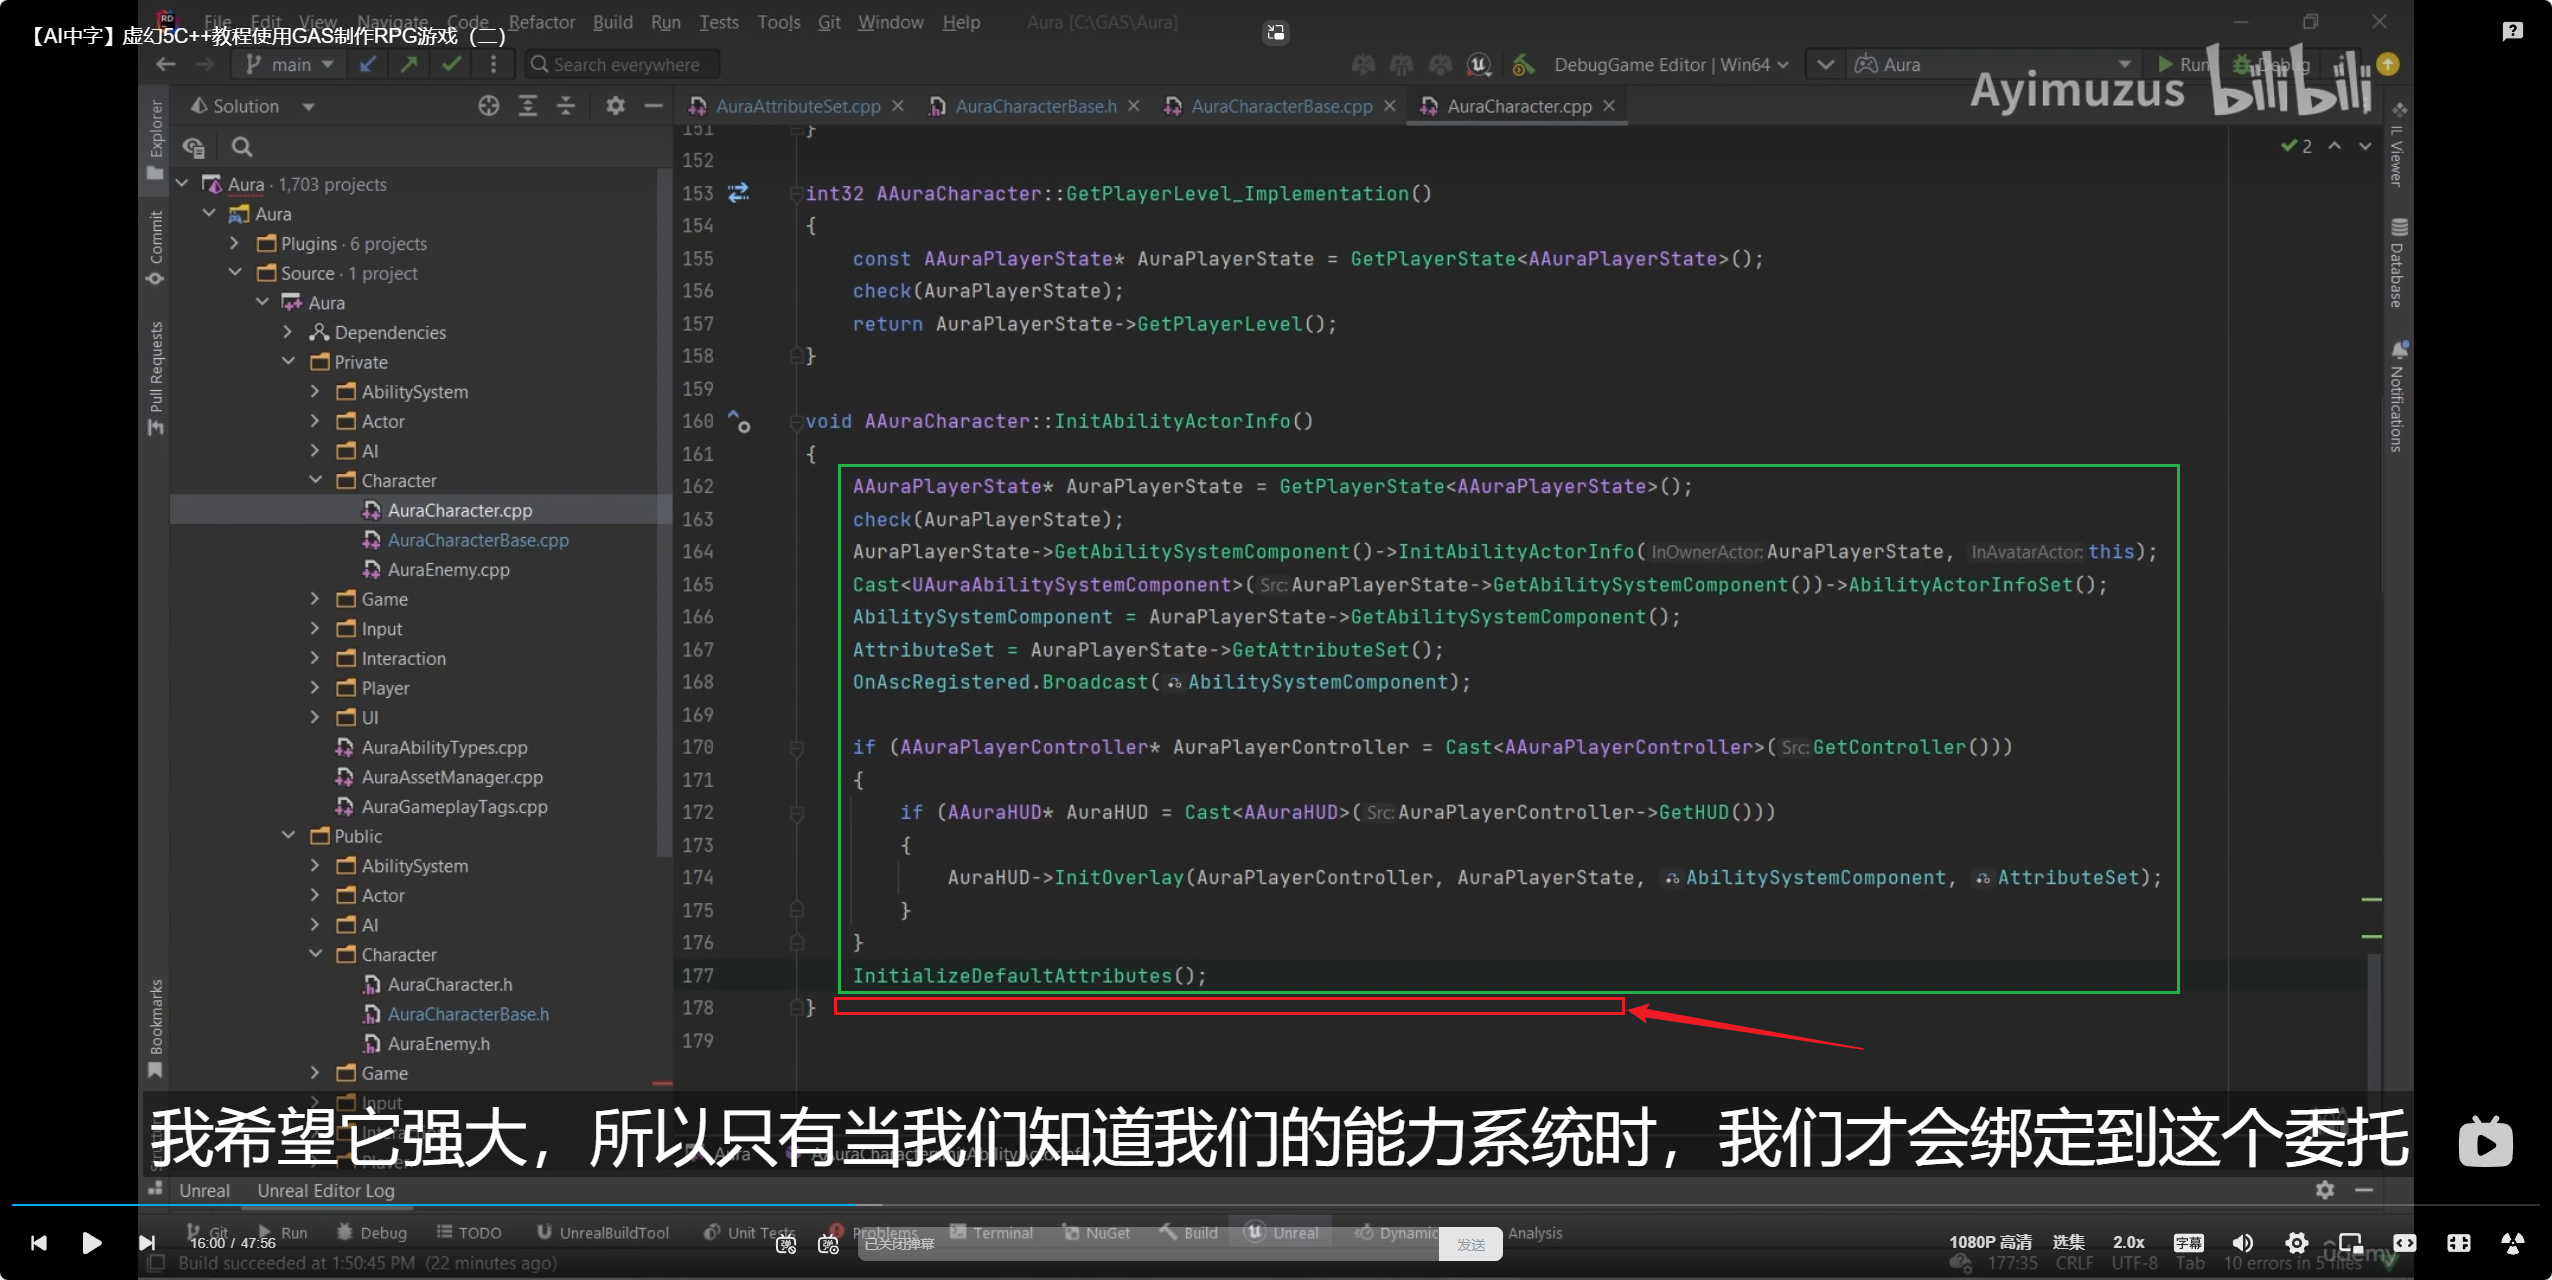 File Edit View Navigate Code Refactor Build Run Tests Tools Git Window Help Aura [C:\GAS\Aura]
【AI中字】虚幻5C++教程使用GAS制作RPG游戏（二）
main Search everywhere DebugGame Editor | Win64 Aura Run Debug
Ayimuzus bilibili
Solution AuraAttributeSet.cpp AuraCharacterBase.h AuraCharacterBase.cpp AuraCharacter.cpp
Explorer
Commit
Pull Requests
Bookmarks
IL Viewer
Database
Notifications
2
Aura · 1,703 projects
Aura
Plugins · 6 projects
Source · 1 project
Aura
Dependencies
Private
AbilitySystem
Actor
AI
Character
AuraCharacter.cpp
AuraCharacterBase.cpp
AuraEnemy.cpp
Game
Input
Interaction
Player
UI
AuraAbilityTypes.cpp
AuraAssetManager.cpp
AuraGameplayTags.cpp
Public
AbilitySystem
Actor
AI
Character
AuraCharacter.h
AuraCharacterBase.h
AuraEnemy.h
Game
Input
151 }
152
153 int32 AAuraCharacter::GetPlayerLevel_Implementation()
154 {
155 const AAuraPlayerState* AuraPlayerState = GetPlayerState<AAuraPlayerState>();
156 check(AuraPlayerState);
157 return AuraPlayerState->GetPlayerLevel();
158 }
159
160 void AAuraCharacter::InitAbilityActorInfo()
161 {
162 AAuraPlayerState* AuraPlayerState = GetPlayerState<AAuraPlayerState>();
163 check(AuraPlayerState);
164 AuraPlayerState->GetAbilitySystemComponent()->InitAbilityActorInfo( InOwnerActor: AuraPlayerState, InAvatarActor: this);
165 Cast<UAuraAbilitySystemComponent>( Src: AuraPlayerState->GetAbilitySystemComponent())->AbilityActorInfoSet();
166 AbilitySystemComponent = AuraPlayerState->GetAbilitySystemComponent();
167 AttributeSet = AuraPlayerState->GetAttributeSet();
168 OnAscRegistered.Broadcast( AbilitySystemComponent);
169
170 if (AAuraPlayerController* AuraPlayerController = Cast<AAuraPlayerController>( Src: GetController()))
171 {
172 if (AAuraHUD* AuraHUD = Cast<AAuraHUD>( Src: AuraPlayerController->GetHUD()))
173 {
174 AuraHUD->InitOverlay(AuraPlayerController, AuraPlayerState, AbilitySystemComponent, AttributeSet);
175 }
176 }
177 InitializeDefaultAttributes();
178 }
179
我希望它强大，所以只有当我们知道我们的能力系统时，我们才会绑定到这个委托
Unreal Unreal Editor Log
Git Run Debug TODO UnrealBuildTool Unit Tests Problems Terminal NuGet Build Unreal Dynamic Analysis
16:00 / 47:56 已关闭弹幕 发送 1080P 高清 选集 2.0x 字幕
Build succeeded at 1:50:45 PM (22 minutes ago) 177:35 CRLF UTF-8 Tab 10 errors in 5 files
udemy